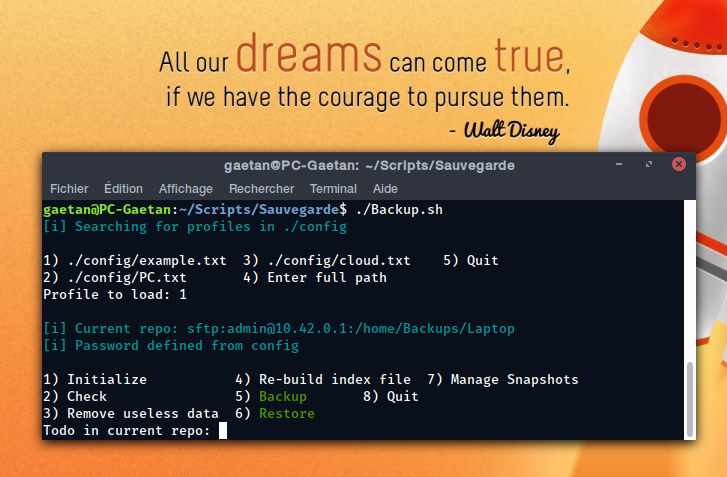 All our dreams can come true,
if we have the courage to pursue them.
- Walt Disney
gaetan@PC-Gaetan: ~/Scripts/Sauvegarde
Fichier Édition Affichage Rechercher Terminal Aide
gaetan@PC-Gaetan:~/Scripts/Sauvegarde$ ./Backup.sh
[i] Searching for profiles in ./config
1) ./config/example.txt 3) ./config/cloud.txt 5) Quit
2) ./config/PC.txt 4) Enter full path
Profile to load: 1
[i] Current repo: sftp:admin@10.42.0.1:/home/Backups/Laptop
[i] Password defined from config
1) Initialize 4) Re-build index file 7) Manage Snapshots
2) Check 5) Backup 8) Quit
3) Remove useless data 6) Restore
Todo in current repo: